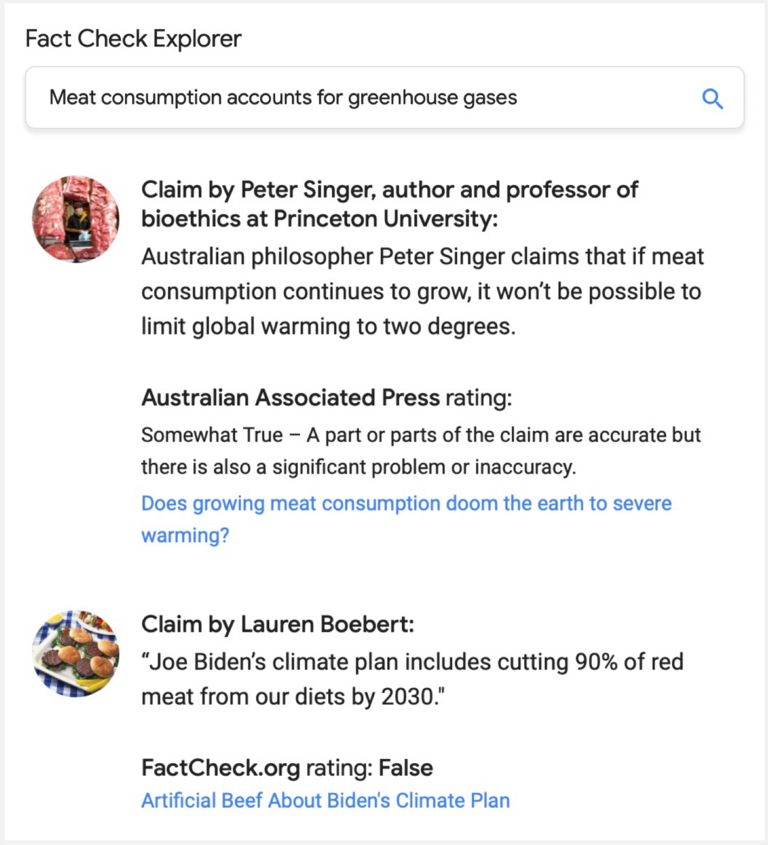 Fact Check Explorer
Meat consumption accounts for greenhouse gases
Claim by Peter Singer, author and professor of
bioethics at Princeton University:
Australian philosopher Peter Singer claims that if meat
consumption continues to grow, it won’t be possible to
limit global warming to two degrees.
Australian Associated Press rating:
Somewhat True – A part or parts of the claim are accurate but
there is also a significant problem or inaccuracy.
Does growing meat consumption doom the earth to severe
warming?
Claim by Lauren Boebert:
“Joe Biden’s climate plan includes cutting 90% of red
meat from our diets by 2030."
FactCheck.org rating: False
Artificial Beef About Biden's Climate Plan